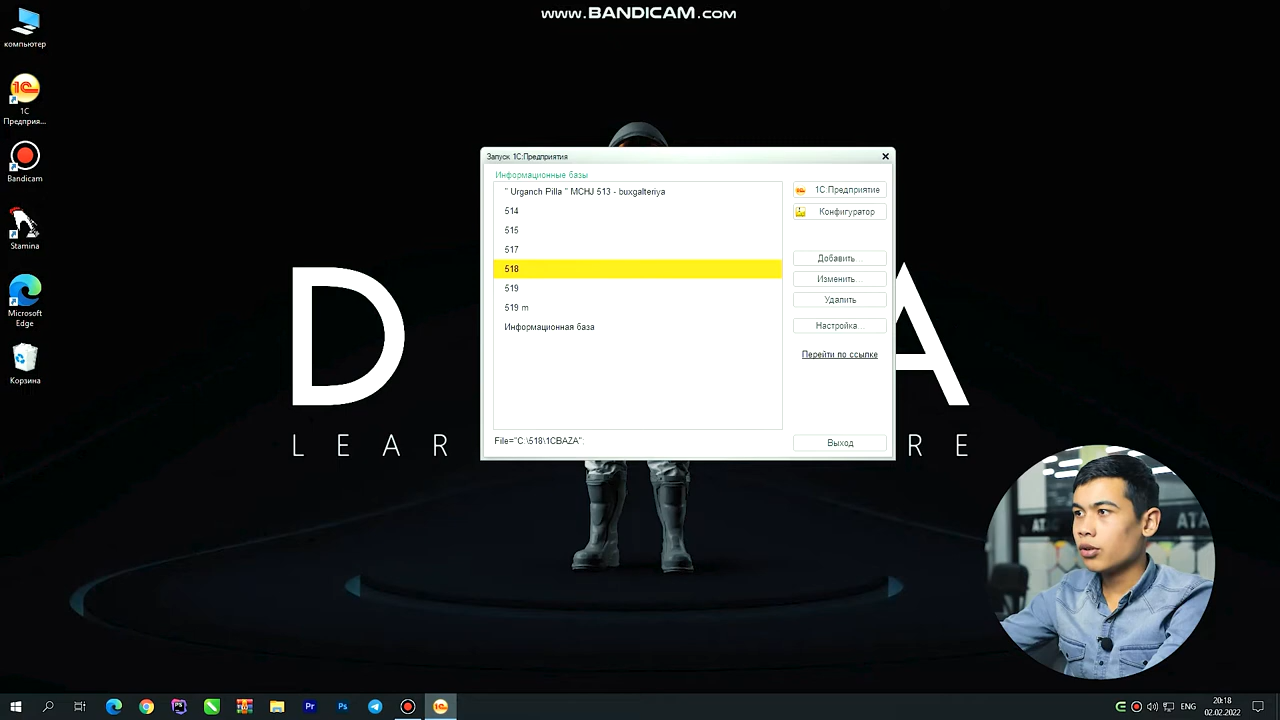 www.BANDICAM.com
компьютер
1C
Предприя...
Bandicam
Stamina
Microsoft
Edge
Корзина
Запуск 1С:Предприятия
Информационные базы
" Urganch Pilla " MCHJ 513 - buxgalteriya
514
515
517
518
519
519 m
Информационная база
File="C:\518\1CBAZA";
1С:Предприятие
Конфигуратор
Добавить...
Изменить...
Удалить
Настройка...
Перейти по ссылке
Выход
D A
L E A R R E
ENG
20:18
02.02.2022